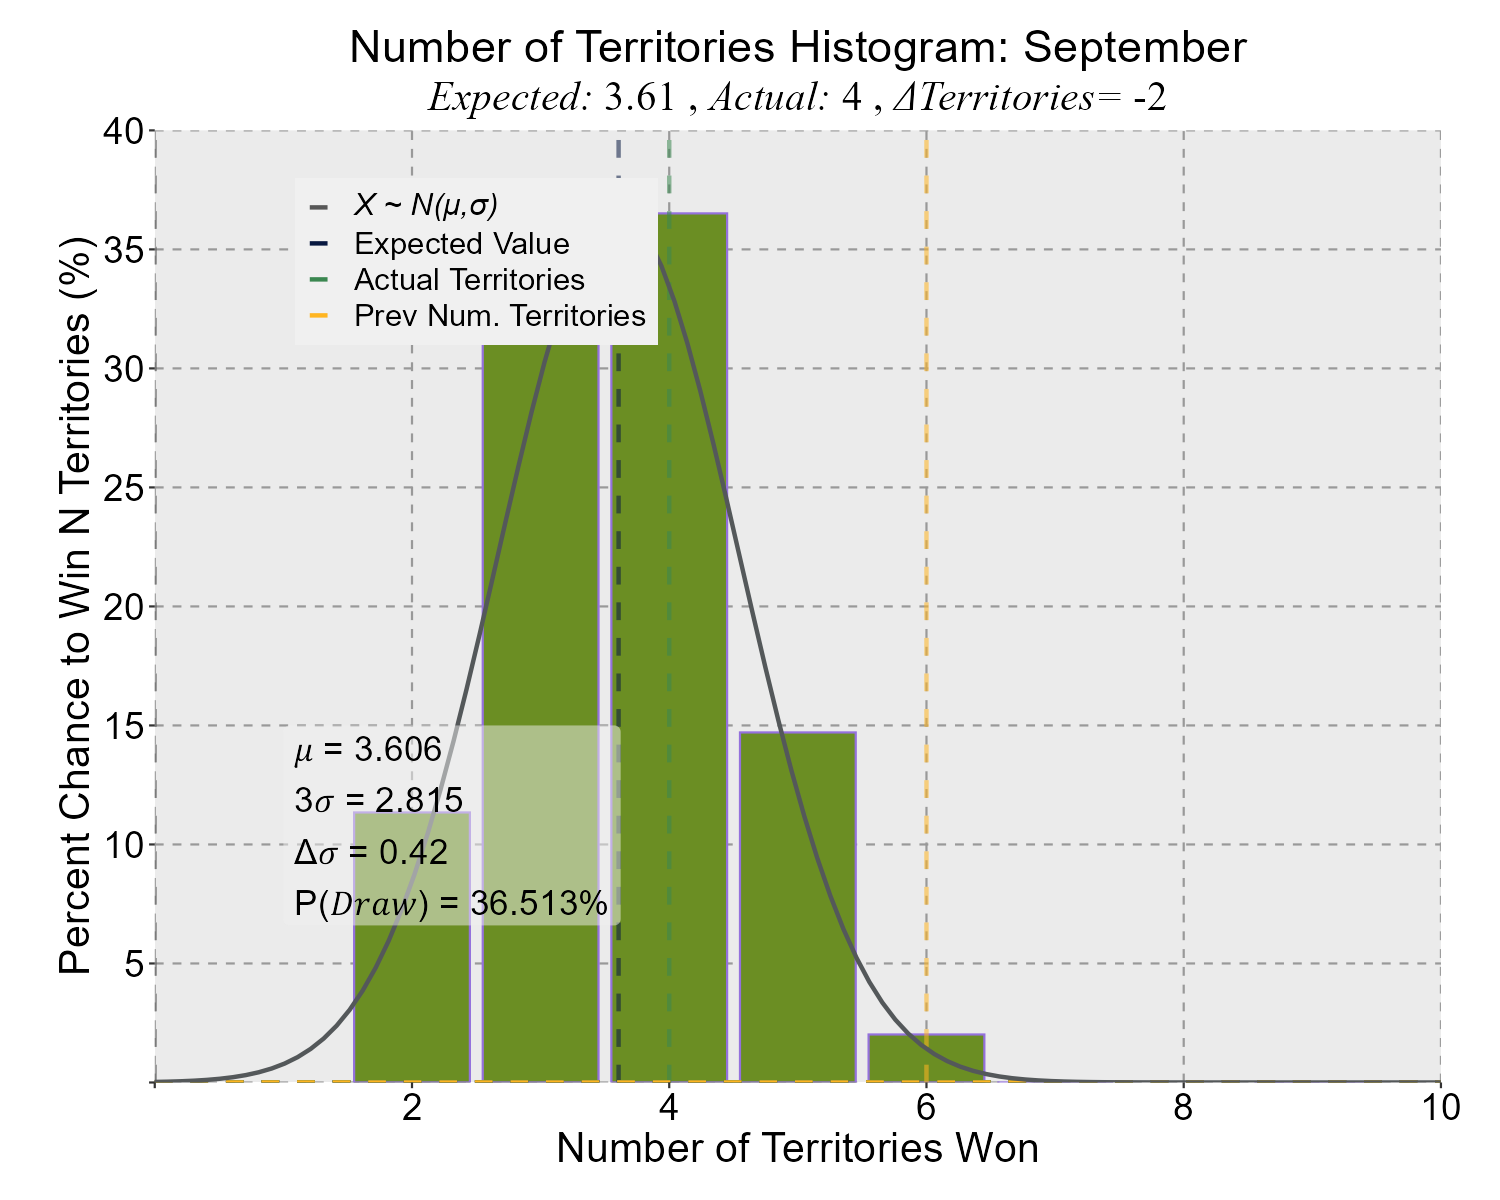 Number of Territories Histogram: September
Expected: 3.61 , Actual: 4 , ΔTerritories= -2
40
35
30
25
20
15
10
5
Percent Chance to Win N Territories (%)
X ~ N(μ,σ)
Expected Value
Actual Territories
Prev Num. Territories
μ = 3.606
3σ = 2.815
Δσ = 0.42
P(Draw) = 36.513%
2 4 6 8 10
Number of Territories Won